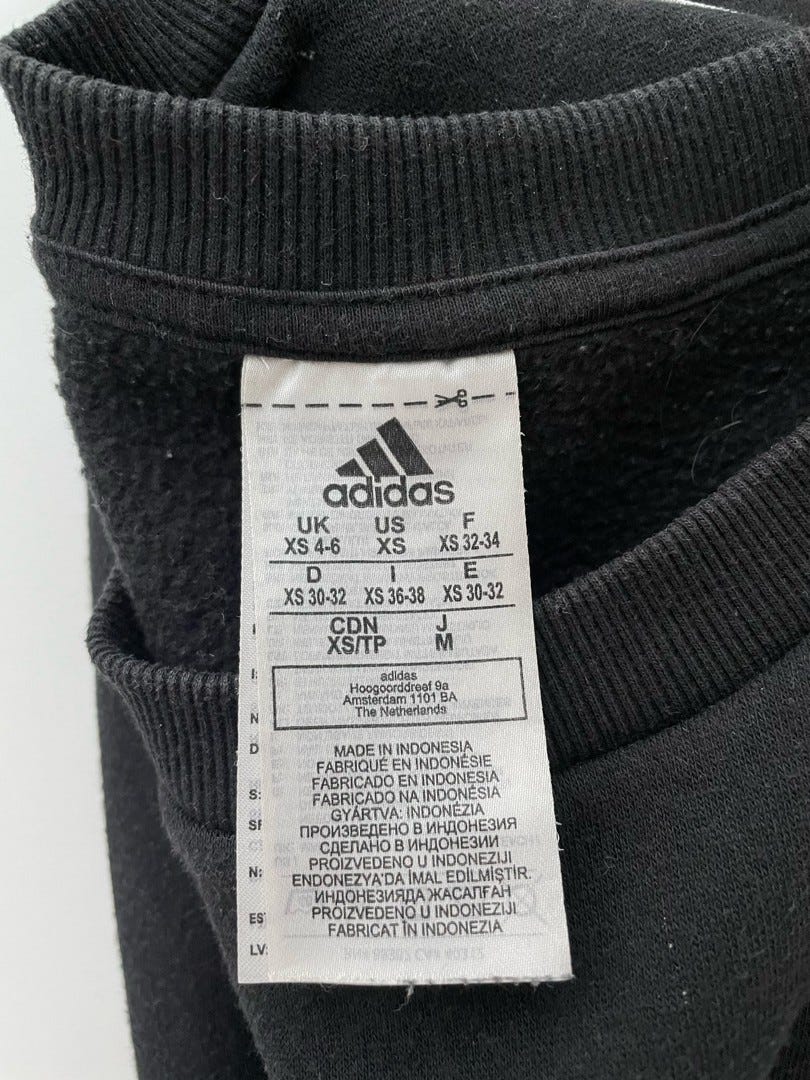 adidas
UK US F
XS 4-6 XS XS 32-34
D I E
XS 30-32 XS 36-38 XS 30-32
CDN J
XS/TP M
adidas
Hoogoorddreef 9a
Amsterdam 1101 BA
The Netherlands
MADE IN INDONESIA
FABRIQUÉ EN INDONÉSIE
FABRICADO EN INDONESIA
FABRICADO NA INDONÉSIA
GYÁRTVA: INDONÉZIA
ПРОИЗВЕДЕНО В ИНДОНЕЗИЯ
СДЕЛАНО В ИНДОНЕЗИИ
PROIZVEDENO U INDONEZIJI
ENDONEZYA'DA İMAL EDİLMİŞTİR.
ИНДОНЕЗИЯДА ЖАСАЛҒАН
PROIZVEDENO U INDONEZIJI
FABRICAT ÎN INDONEZIA
I:
N
D
S:
N:
ES
LV: